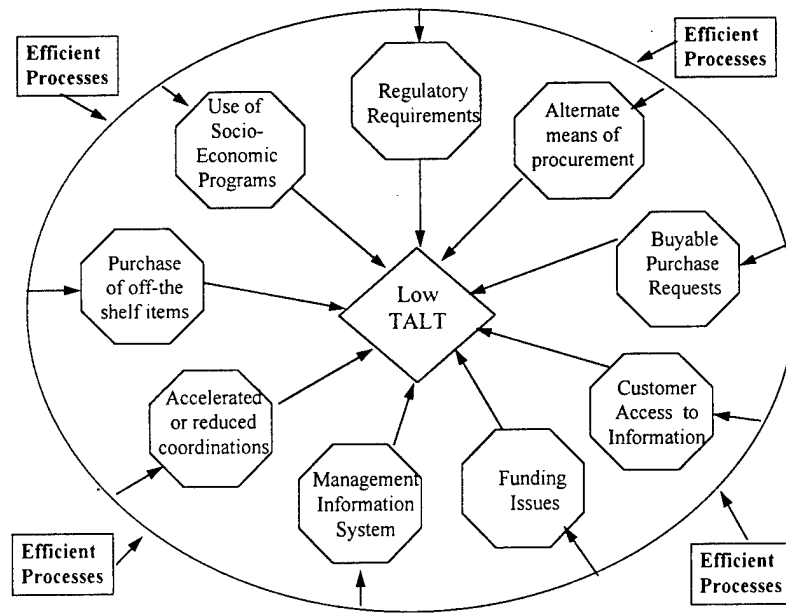 Efficient
Processes
Efficient
Processes
Use of
Socio-
Economic
Programs
Regulatory
Requirements
Alternate
means of
procurement
Purchase
of off-the
shelf items
Low
TALT
Buyable
Purchase
Requests
Accelerated
or reduced
coordinations
Customer
Access to
Information
Management
Information
System
Funding
Issues
Efficient
Processes
Efficient
Processes